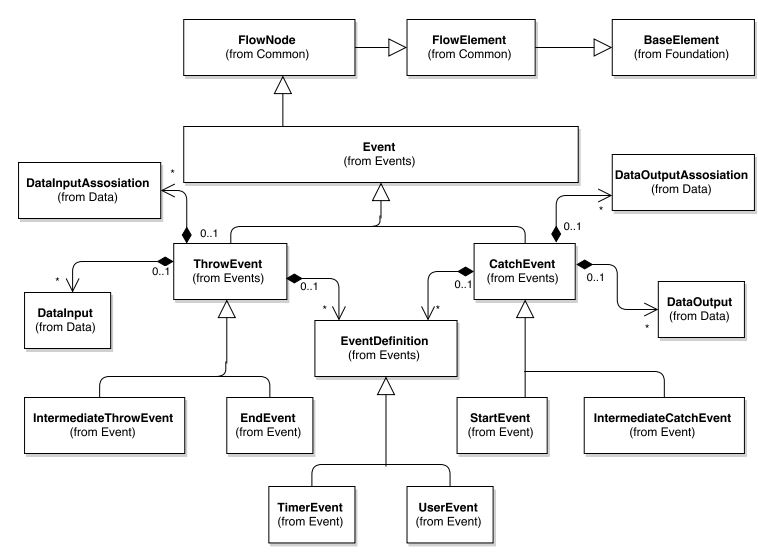 FlowNode
(from Common)
FlowElement
(from Common)
BaseElement
(from Foundation)
Event
(from Events)
DataInputAssosiation
(from Data)
*
0..1
DataOutputAssosiation
(from Data)
*
0..1
ThrowEvent
(from Events)
0..1
*
0..1
*
CatchEvent
(from Events)
0..1
*
0..1
*
DataInput
(from Data)
DataOutput
(from Data)
EventDefinition
(from Events)
IntermediateThrowEvent
(from Event)
EndEvent
(from Event)
StartEvent
(from Event)
IntermediateCatchEvent
(from Event)
TimerEvent
(from Event)
UserEvent
(from Event)